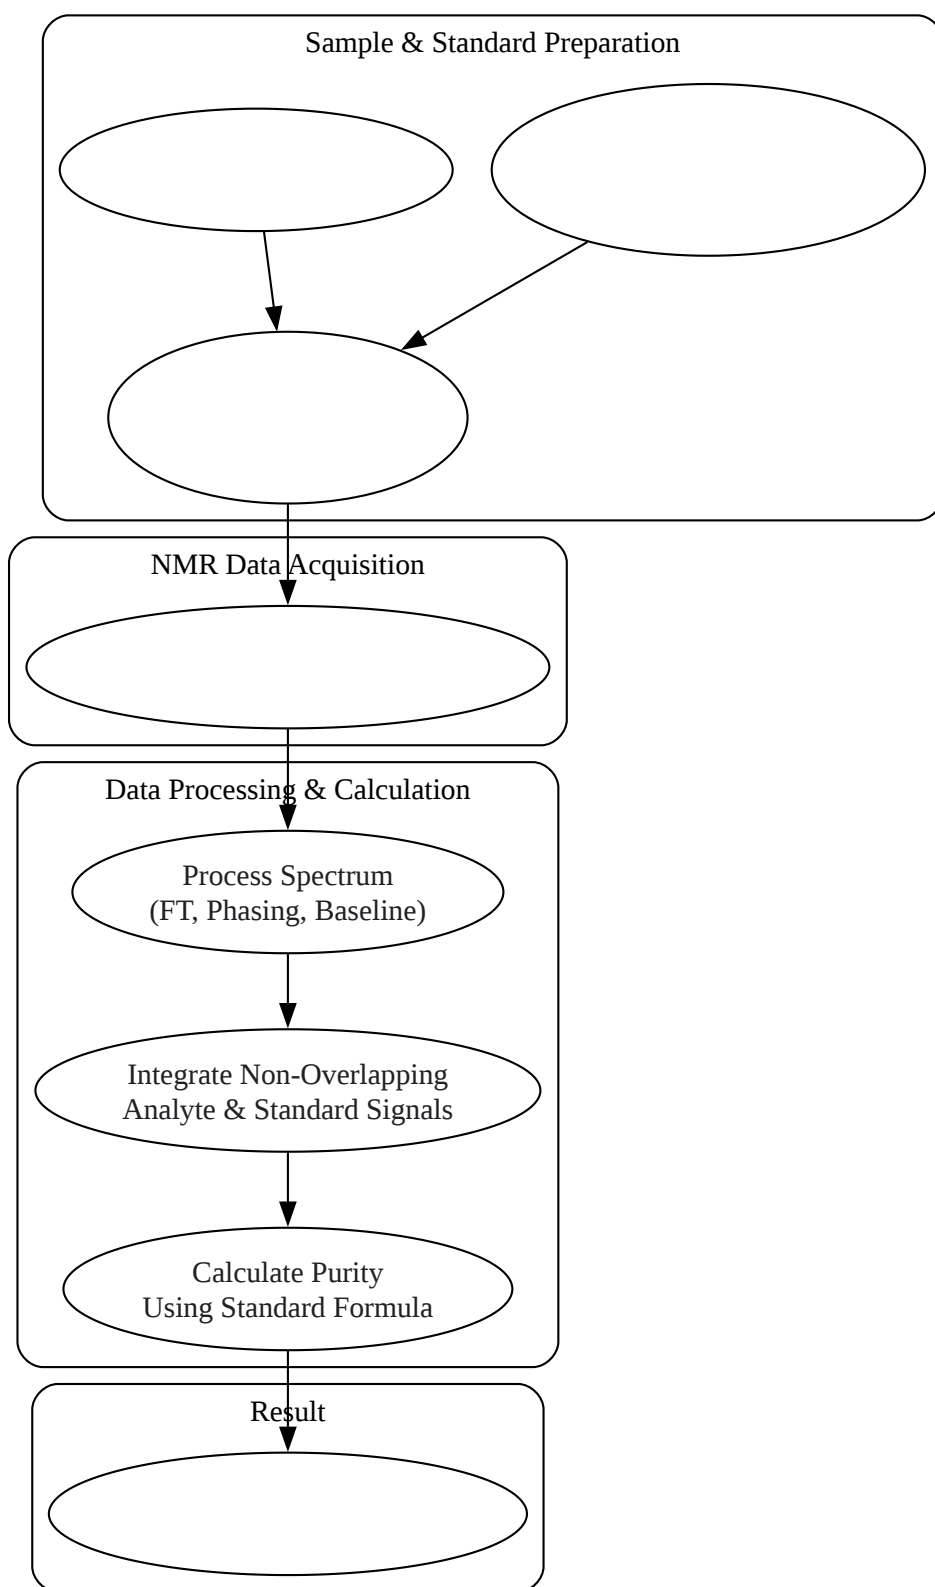 Sample & Standard Preparation
NMR Data Acquisition
Data Processing & Calculation
Process Spectrum
(FT, Phasing, Baseline)
Integrate Non-Overlapping
Analyte & Standard Signals
Calculate Purity
Using Standard Formula
Result